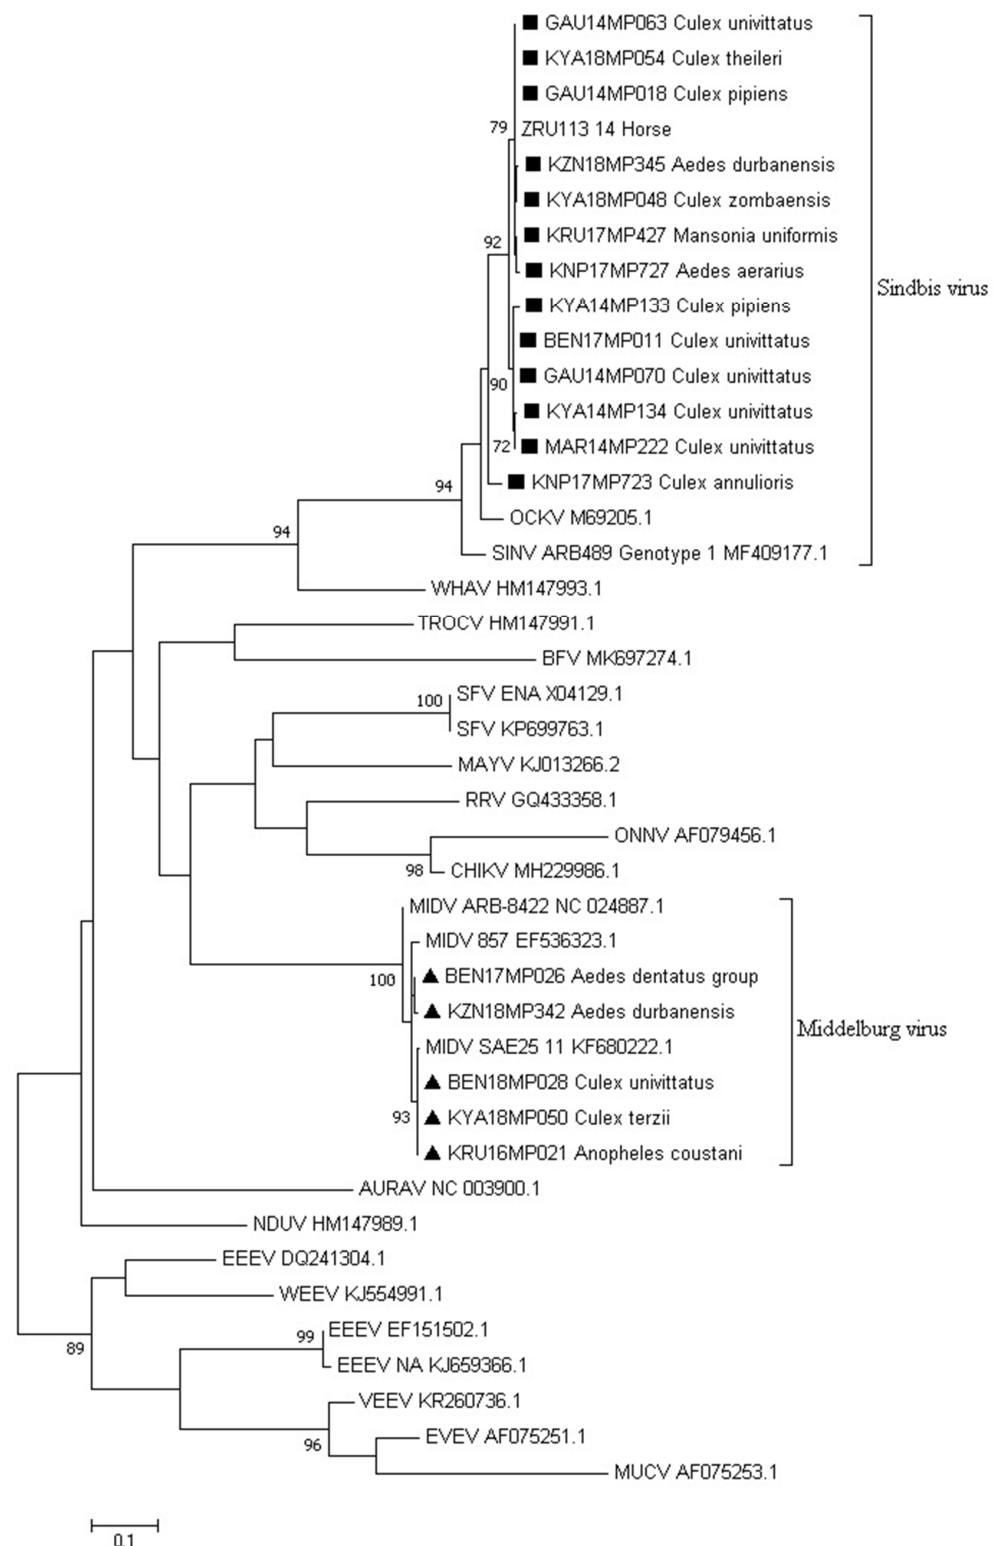 GAU14MP063 Culex univittatus
KYA18MP054 Culex theileri
GAU14MP018 Culex pipiens
79
ZRU113 14 Horse
KZN18MP345 Aedes durbanensis
KYA18MP048 Culex zombaensis
KRU17MP427 Mansonia uniformis
92
KNP17MP727 Aedes aerarius
Sindbis virus
KYA14MP133 Culex pipiens
BEN17MP011 Culex univittatus
GAU14MP070 Culex univittatus
90
KYA14MP134 Culex univittatus
72
MAR14MP222 Culex univittatus
KNP17MP723 Culex annulioris
94
OCKV M69205.1
94
SINV ARB489 Genotype 1 MF409177.1
WHAV HM147993.1
TROCV HM147991.1
BFV MK697274.1
SFV ENA X04129.1
100
SFV KP699763.1
MAYV KJ013266.2
RRV GQ433358.1
ONNV AF079456.1
98
CHIKV MH229986.1
MIDV ARB-8422 NC 024887.1
MIDV 857 EF536323.1
100
BEN17MP026 Aedes dentatus group
KZN18MP342 Aedes durbanensis
Middelburg virus
MIDV SAE25 11 KF680222.1
BEN18MP028 Culex univittatus
93
KYA18MP050 Culex terzii
KRU16MP021 Anopheles coustani
AURAV NC 003900.1
NDUV HM147989.1
EEEV DQ241304.1
WEEV KJ554991.1
89
99
EEEV EF151502.1
EEEV NA KJ659366.1
VEEV KR260736.1
96
EVEV AF075251.1
MUCV AF075253.1
0.1